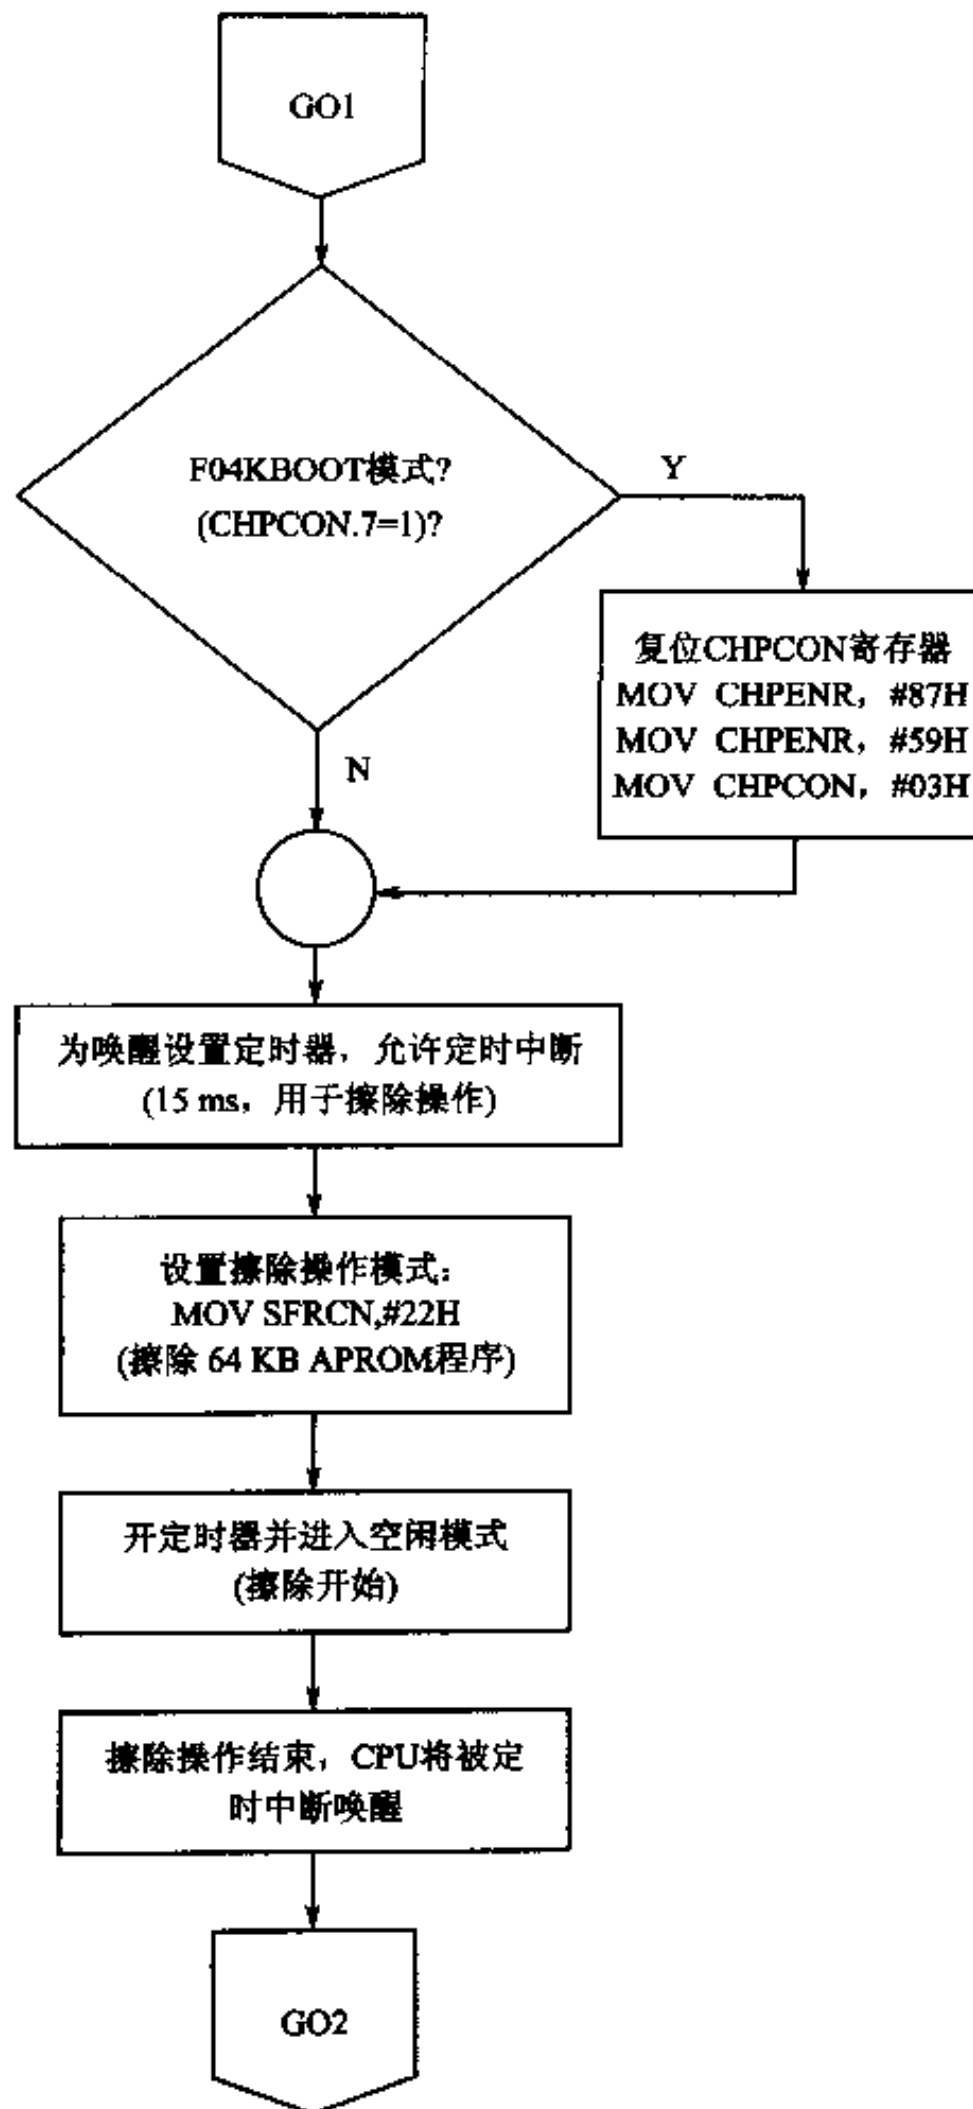 GO1
F04KBOOT模式?
(CHPCON.7=1)?
Y
复位CHPCON寄存器
MOV CHPENR，#87H
MOV CHPENR，#59H
MOV CHPCON，#03H
N
为唤醒设置定时器，允许定时中断
(15 ms，用于擦除操作)
设置擦除操作模式：
MOV SFRCN,#22H
(擦除 64 KB APROM程序)
开定时器并进入空闲模式
(擦除开始)
擦除操作结束，CPU将被定
时中断唤醒
GO2